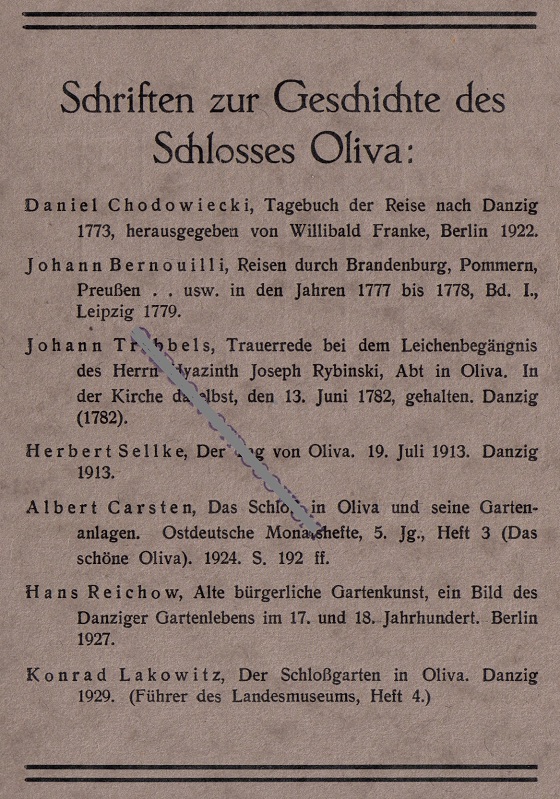 Schriften zur Geschichte des
Schlosses Oliva:
Daniel Chodowiecki, Tagebuch der Reise nach Danzig
1773, herausgegeben von Willibald Franke, Berlin 1922.
Johann Bernouilli, Reisen durch Brandenburg, Pommern,
Preußen . . usw. in den Jahren 1777 bis 1778, Bd. I.,
Leipzig 1779.
Johann Trauerrede bei dem Leichenbegängnis
des Herrn Hyazinth Joseph Rybinski, Abt in Oliva. In
der Kirche daselbst, den 13. Juni 1782, gehalten. Danzig
(1782).
Herbert Sellke, Der von Oliva. 19. Juli 1913. Danzig
1913.
Albert Carsten, Das Schloß in Oliva und seine Garten-
anlagen. Ostdeutsche Monatshefte, 5. Jg., Heft 3 (Das
schöne Oliva). 1924. S. 192 ff.
Hans Reichow, Alte bürgerliche Gartenkunst, ein Bild des
Danziger Gartenlebens im 17. und 18. Jahrhundert. Berlin
1927.
Konrad Lakowitz, Der Schloßgarten in Oliva. Danzig
1929. (Führer des Landesmuseums, Heft 4.)